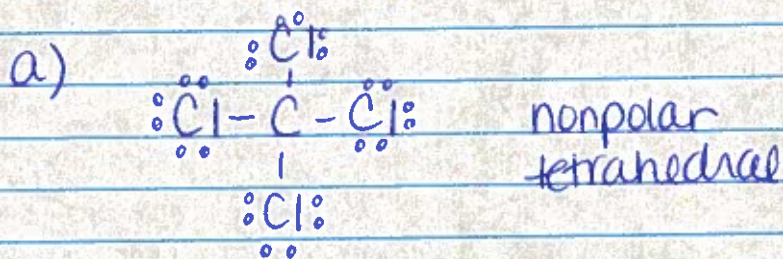 :Cl:
a)
:Cl - C - Cl: nonpolar
tetrahedral
:Cl: